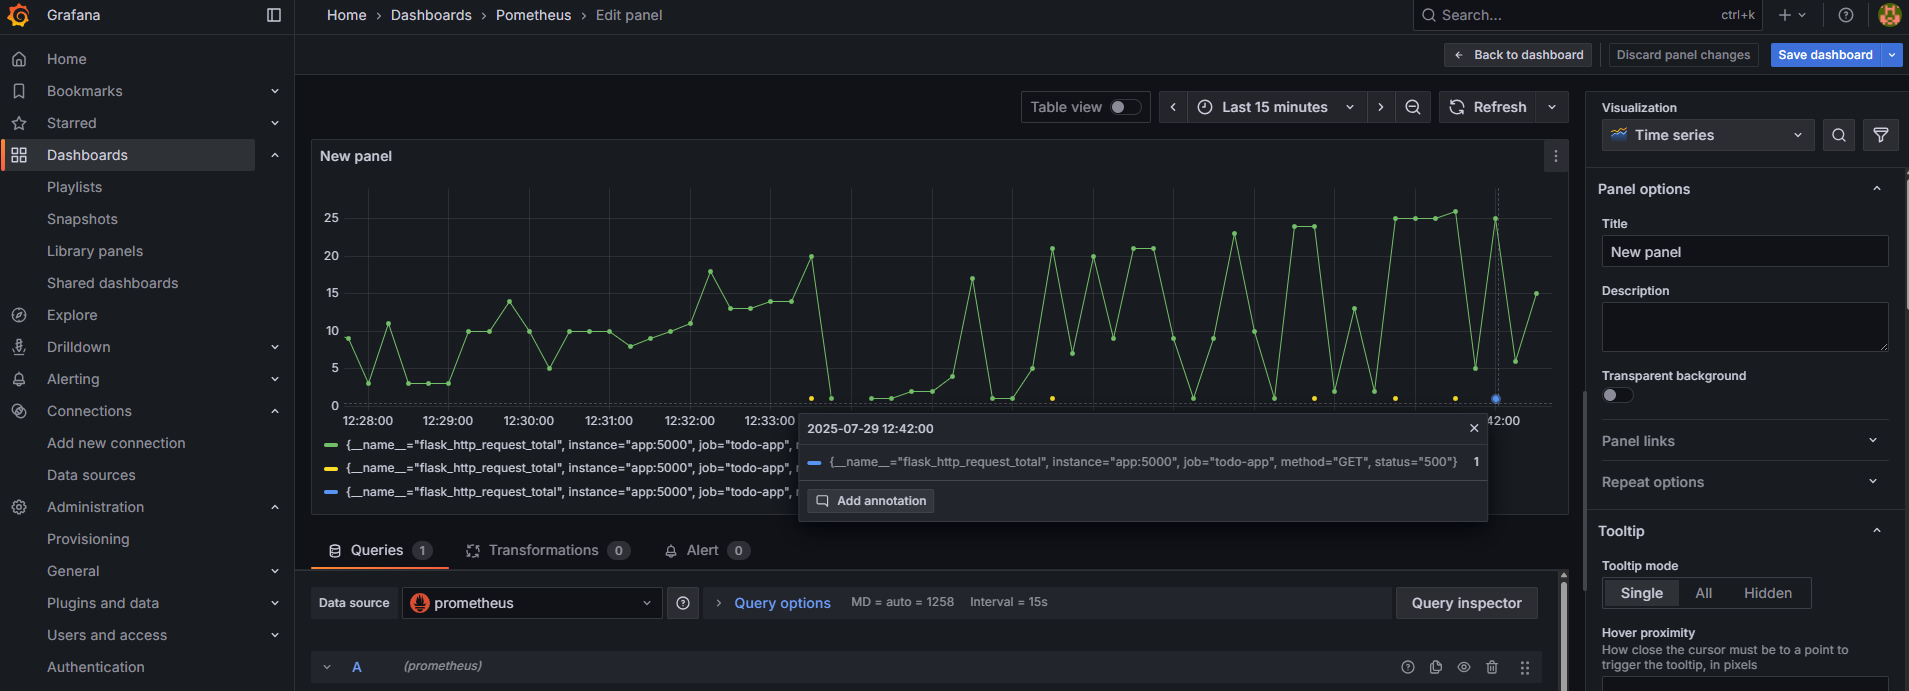 Grafana
Home › Dashboards › Pometheus › Edit panel
Search...
ctrl+k
Back to dashboard
Discard panel changes
Save dashboard
Home
Bookmarks
Starred
Dashboards
Playlists
Snapshots
Library panels
Shared dashboards
Explore
Drilldown
Alerting
Connections
Add new connection
Data sources
Administration
Provisioning
General
Plugins and data
Users and access
Authentication
Table view
Last 15 minutes
Refresh
New panel
25
20
15
10
5
0
12:28:00
12:29:00
12:30:00
12:31:00
12:32:00
12:33:00
42:00
{__name__="flask_http_request_total", instance="app:5000", job="todo-app",
{__name__="flask_http_request_total", instance="app:5000", job="todo-app",
{__name__="flask_http_request_total", instance="app:5000", job="todo-app",
2025-07-29 12:42:00
{__name__="flask_http_request_total", instance="app:5000", job="todo-app", method="GET", status="500"} 1
Add annotation
Queries 1
Transformations 0
Alert 0
Data source
prometheus
Query options
MD = auto = 1258
Interval = 15s
Query inspector
A
(prometheus)
Visualization
Time series
Panel options
Title
New panel
Description
Transparent background
Panel links
Repeat options
Tooltip
Tooltip mode
Single
All
Hidden
Hover proximity
How close the cursor must be to a point to
trigger the tooltip, in pixels